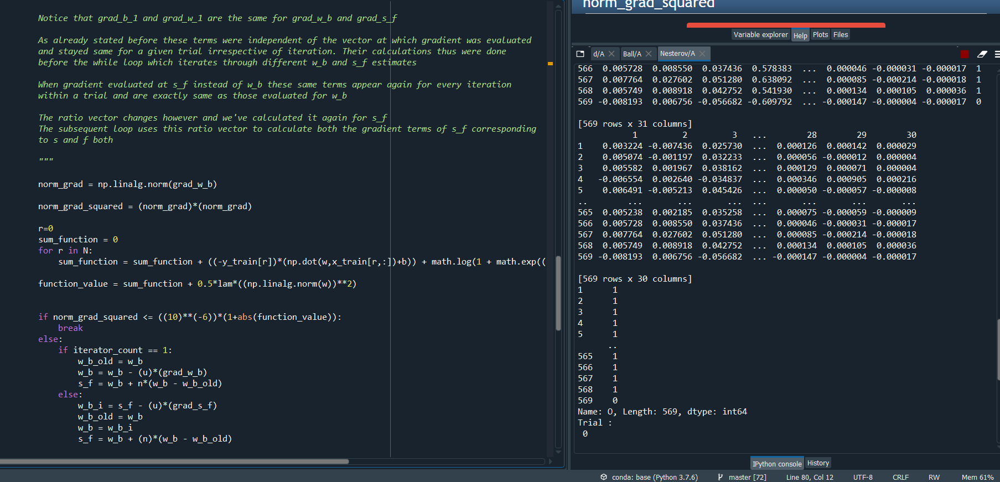 Notice that grad_b_1 and grad_w_1 are the same for grad_w_b and grad_s_f
As already stated before these terms were independent of the vector at which gradient was evaluated
and stayed same for a given trial irrespective of iteration. Their calculations thus were done
before the while loop which iterates through different w_b and s_f estimates
When gradient evaluated at s_f instead of w_b these same terms appear again for every iteration
within a trial and are exactly same as those evaluated for w_b
The ratio vector changes however and we've calculated it again for s_f
The subsequent loop uses this ratio vector to calculate both the gradient terms of s_f corresponding
to s and f both
"""
norm_grad = np.linalg.norm(grad_w_b)
norm_grad_squared = (norm_grad)*(norm_grad)
r=0
sum_function = 0
for r in N:
    sum_function = sum_function + ((-y_train[r])*(np.dot(w,x_train[r,:])+b)) + math.log(1 + math.exp((
function_value = sum_function + 0.5*lam*((np.linalg.norm(w))**2)
if norm_grad_squared <= ((10)**(-6))*(1+abs(function_value)):
    break
else:
    if iterator_count == 1:
        w_b_old = w_b
        w_b = w_b - (u)*(grad_w_b)
        s_f = w_b + n*(w_b - w_b_old)
    else:
        w_b_i = s_f - (u)*(grad_s_f)
        w_b_old = w_b
        w_b = w_b_i
        s_f = w_b + (n)*(w_b - w_b_old)
norm_grad_squared
Variable explorer Help Plots Files
d/A Ball/A Nesterov/A
566 0.005728 0.008550 0.037436 0.578383 ... 0.000046 -0.000031 -0.000017 1
567 0.007764 0.027602 0.051280 0.638092 ... 0.000085 -0.000214 -0.000018 1
568 0.005749 0.008918 0.042752 0.541930 ... 0.000134 0.000105 0.000036 1
569 -0.008193 0.006756 -0.056682 -0.609792 ... -0.000147 -0.000004 -0.000017 0
[569 rows x 31 columns]
1 2 3 ... 28 29 30
1 0.003224 -0.007436 0.025730 ... 0.000126 0.000142 0.000029
2 0.005074 -0.001197 0.032233 ... 0.000056 -0.000012 0.000004
3 0.005582 0.001967 0.038162 ... 0.000129 0.000071 0.000004
4 -0.006554 0.002640 -0.034837 ... 0.000346 0.000905 0.000216
5 0.006491 -0.005213 0.045426 ... 0.000050 -0.000057 -0.000008
.. ... ... ... ... ... ... ...
565 0.005238 0.002185 0.035258 ... 0.000075 -0.000059 -0.000009
566 0.005728 0.008550 0.037436 ... 0.000046 -0.000031 -0.000017
567 0.007764 0.027602 0.051280 ... 0.000085 -0.000214 -0.000018
568 0.005749 0.008918 0.042752 ... 0.000134 0.000105 0.000036
569 -0.008193 0.006756 -0.056682 ... -0.000147 -0.000004 -0.000017
[569 rows x 30 columns]
1 1
2 1
3 1
4 1
5 1
..
565 1
566 1
567 1
568 1
569 0
Name: O, Length: 569, dtype: int64
Trial :
0
IPython console History
conda: base (Python 3.7.6) master [72] Line 80, Col 12 UTF-8 CRLF RW Mem 61%